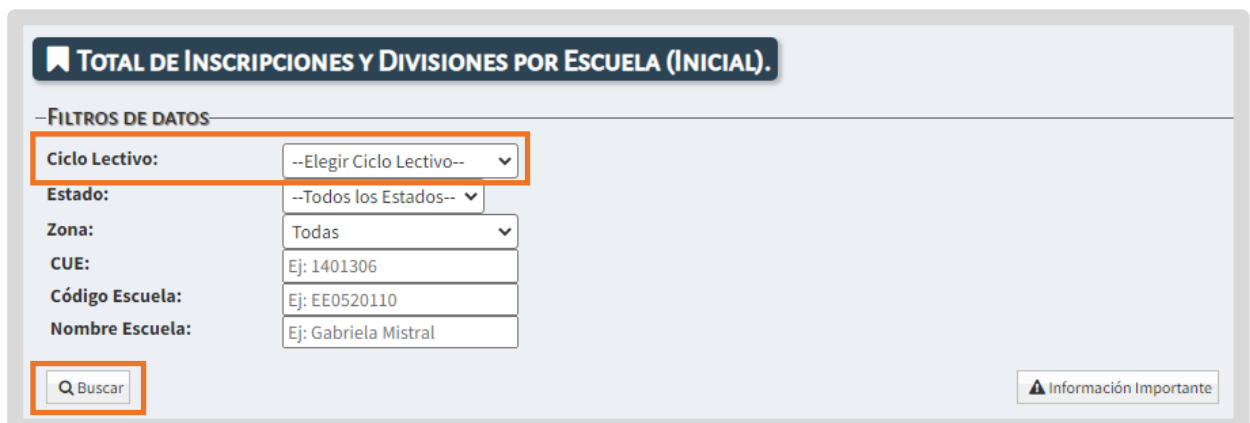 TOTAL DE INSCRIPCIONES Y DIVISIONES POR ESCUELA (INICIAL).
FILTROS DE DATOS
Ciclo Lectivo: --Elegir Ciclo Lectivo--
Estado: --Todos los Estados--
Zona: Todas
CUE: Ej: 1401306
Código Escuela: Ej: EE0520110
Nombre Escuela: Ej: Gabriela Mistral
Buscar Información Importante